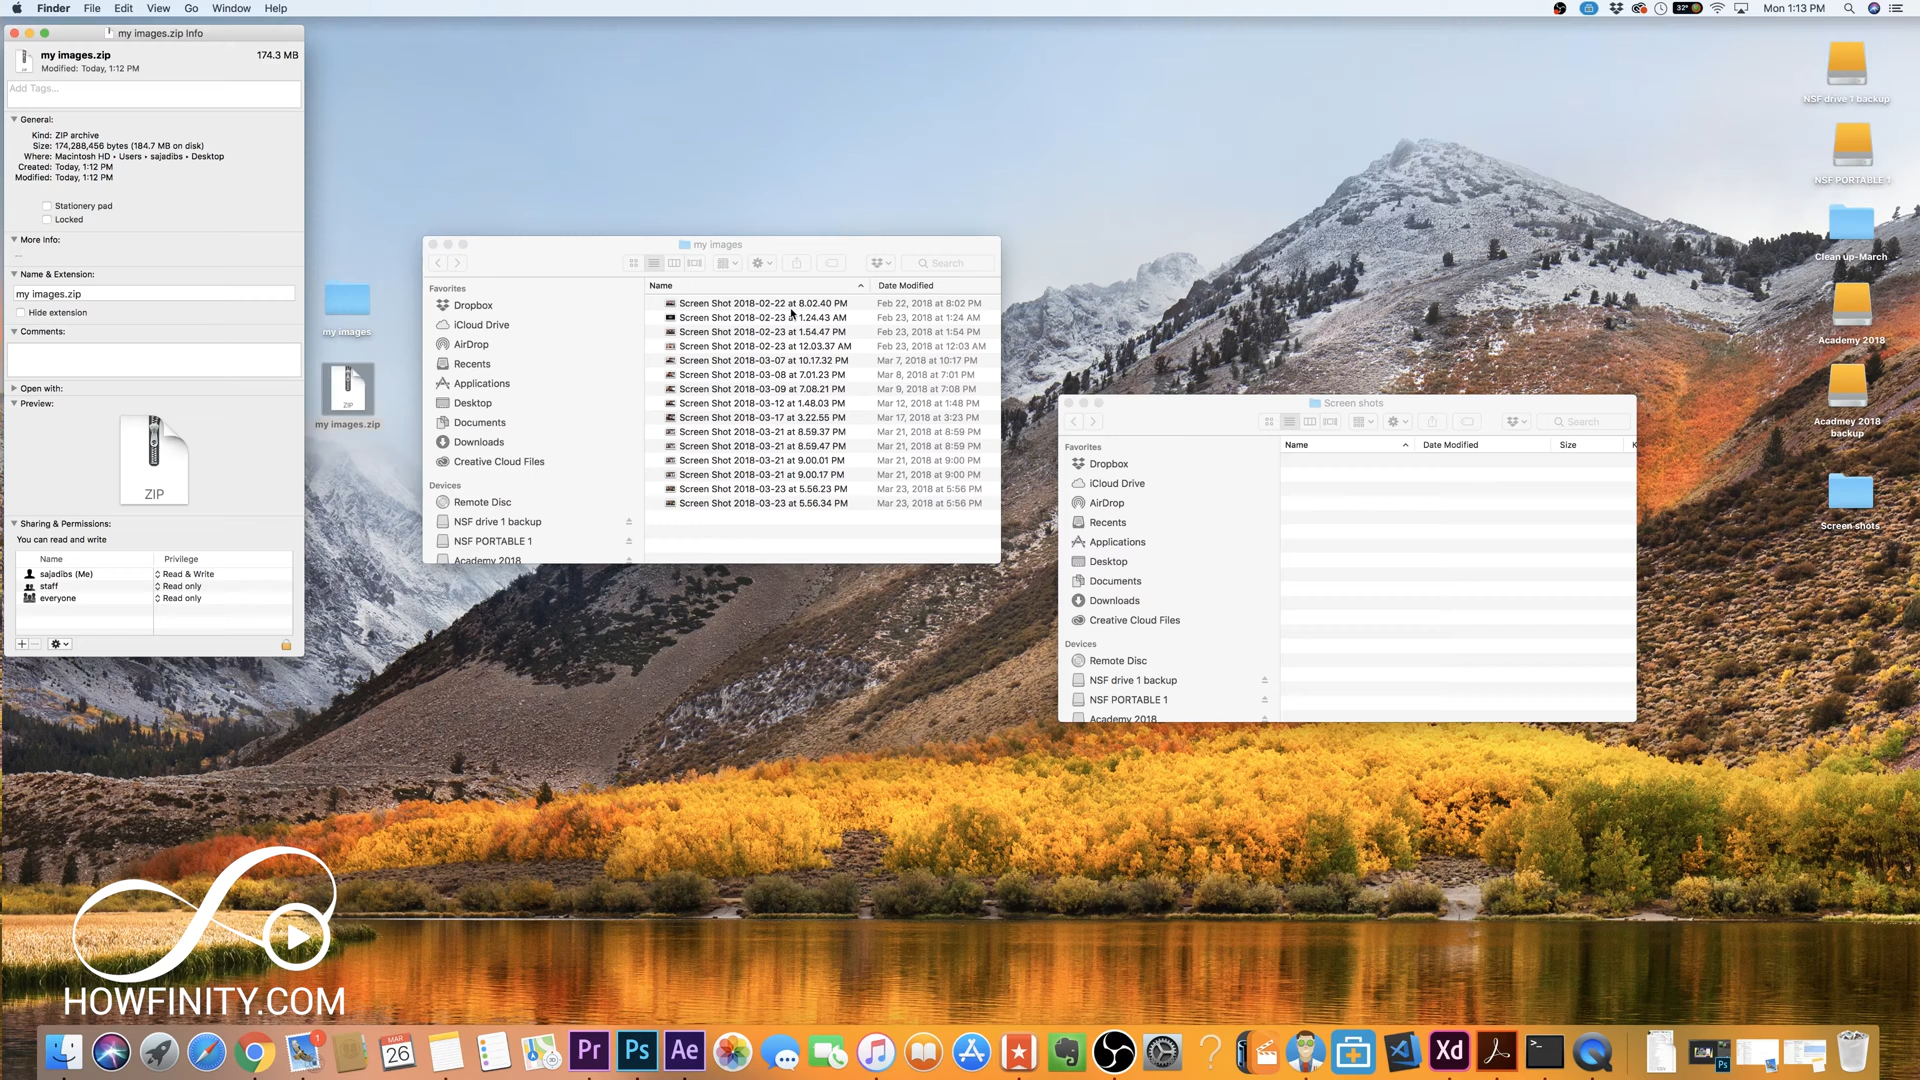 Finder File Edit View Go Window Help
32° Mon 1:13 PM
my images.zip Info
my images.zip 174.3 MB
Modified: Today, 1:12 PM
Add Tags...
General:
Kind: ZIP archive
Size: 174,288,456 bytes (184.7 MB on disk)
Where: Macintosh HD • Users • sajadibs • Desktop
Created: Today, 1:12 PM
Modified: Today, 1:12 PM
Stationery pad
Locked
More Info:
--
Name & Extension:
my images.zip
Hide extension
Comments:
Open with:
Preview:
ZIP
Sharing & Permissions:
You can read and write
Name Privilege
sajadibs (Me) Read & Write
staff Read only
everyone Read only
my images
ZIP
my images.zip
my images
Search
Favorites
Dropbox
iCloud Drive
AirDrop
Recents
Applications
Desktop
Documents
Downloads
Creative Cloud Files
Devices
Remote Disc
NSF drive 1 backup
NSF PORTABLE 1
Academy 2018
Name Date Modified
Screen Shot 2018-02-22 at 8.02.40 PM Feb 22, 2018 at 8:02 PM
Screen Shot 2018-02-23 at 1.24.43 AM Feb 23, 2018 at 1:24 AM
Screen Shot 2018-02-23 at 1.54.47 PM Feb 23, 2018 at 1:54 PM
Screen Shot 2018-02-23 at 12.03.37 AM Feb 23, 2018 at 12:03 AM
Screen Shot 2018-03-07 at 10.17.32 PM Mar 7, 2018 at 10:17 PM
Screen Shot 2018-03-08 at 7.01.23 PM Mar 8, 2018 at 7:01 PM
Screen Shot 2018-03-09 at 7.08.21 PM Mar 9, 2018 at 7:08 PM
Screen Shot 2018-03-12 at 1.48.03 PM Mar 12, 2018 at 1:48 PM
Screen Shot 2018-03-17 at 3.22.55 PM Mar 17, 2018 at 3:23 PM
Screen Shot 2018-03-21 at 8.59.37 PM Mar 21, 2018 at 8:59 PM
Screen Shot 2018-03-21 at 8.59.47 PM Mar 21, 2018 at 8:59 PM
Screen Shot 2018-03-21 at 9.00.01 PM Mar 21, 2018 at 9:00 PM
Screen Shot 2018-03-21 at 9.00.17 PM Mar 21, 2018 at 9:00 PM
Screen Shot 2018-03-23 at 5.56.23 PM Mar 23, 2018 at 5:56 PM
Screen Shot 2018-03-23 at 5.56.34 PM Mar 23, 2018 at 5:56 PM
Screen shots
Search
Favorites
Dropbox
iCloud Drive
AirDrop
Recents
Applications
Desktop
Documents
Downloads
Creative Cloud Files
Devices
Remote Disc
NSF drive 1 backup
NSF PORTABLE 1
Academy 2018
Name Date Modified Size K
NSF drive 1 backup
NSF PORTABLE 1
Clean up-March
Academy 2018
Acadmey 2018
backup
Screen shots
HOWFINITY.COM
1 MAR 26 Pr Ps Ae Xd Ps